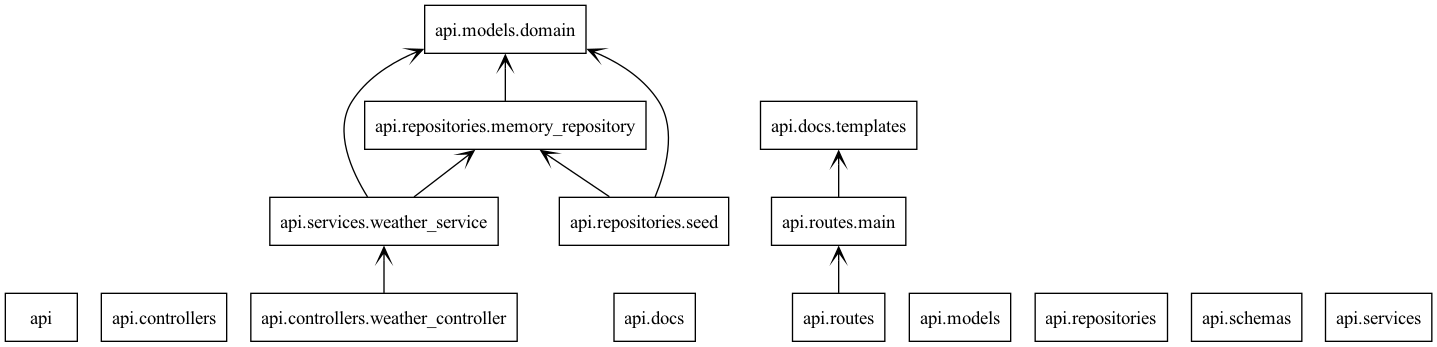 api.models.domain
api.repositories.memory_repository
api.docs.templates
api.services.weather_service
api.repositories.seed
api.routes.main
api
api.controllers
api.controllers.weather_controller
api.docs
api.routes
api.models
api.repositories
api.schemas
api.services